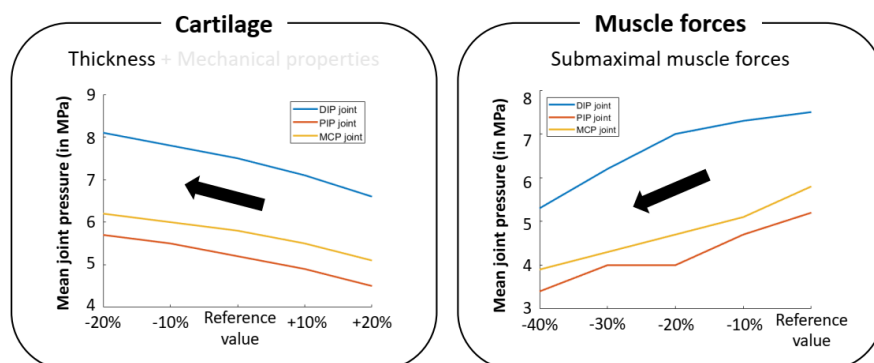 Cartilage
Thickness + Mechanical properties
Mean joint pressure (in MPa)
9
8
7
6
5
4
DIP joint
PIP joint
MCP joint
-20%
-10%
Reference
value
+10%
+20%
Muscle forces
Submaximal muscle forces
Mean joint pressure (in MPa)
8
7
6
5
4
3
DIP joint
PIP joint
MCP joint
-40%
-30%
-20%
-10%
Reference
value